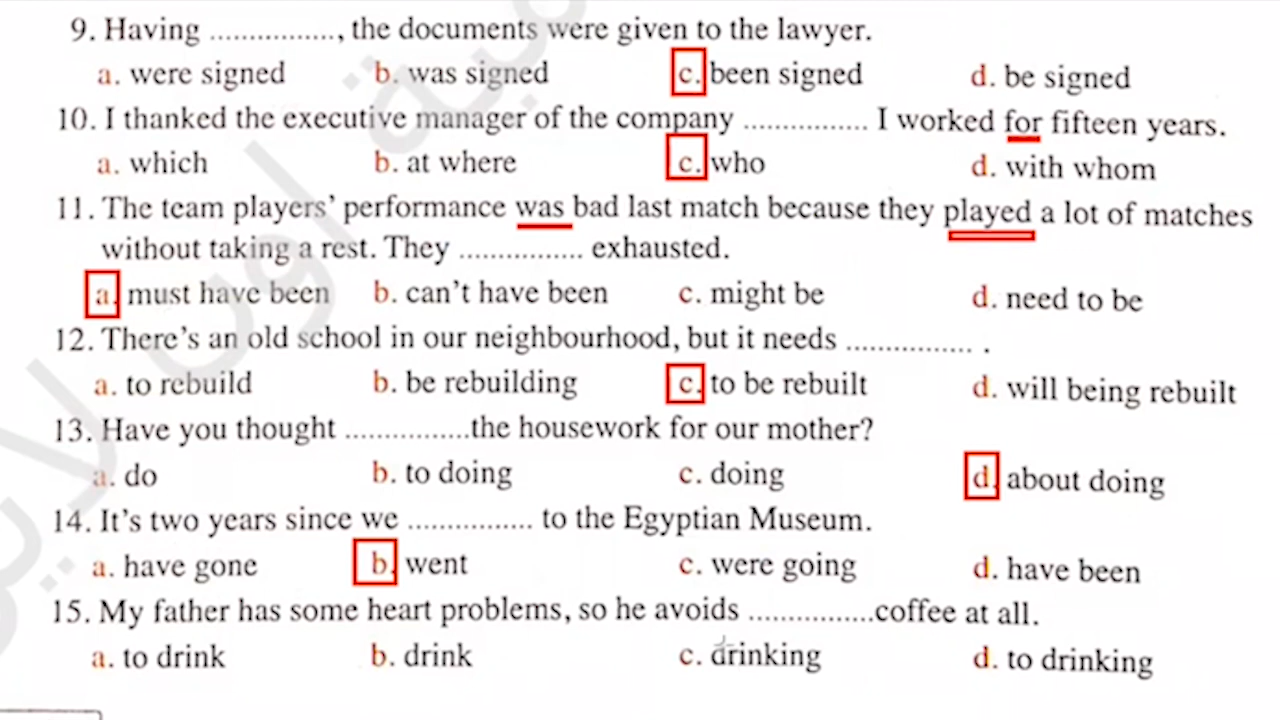 9. Having ................, the documents were given to the lawyer.
a. were signed b. was signed c. been signed d. be signed
10. I thanked the executive manager of the company ................ I worked for fifteen years.
a. which b. at where c. who d. with whom
11. The team players' performance was bad last match because they played a lot of matches
without taking a rest. They ................ exhausted.
a. must have been b. can't have been c. might be d. need to be
12. There's an old school in our neighbourhood, but it needs ................ .
a. to rebuild b. be rebuilding c. to be rebuilt d. will being rebuilt
13. Have you thought ................the housework for our mother?
a. do b. to doing c. doing d. about doing
14. It's two years since we ................ to the Egyptian Museum.
a. have gone b. went c. were going d. have been
15. My father has some heart problems, so he avoids ................coffee at all.
a. to drink b. drink c. drinking d. to drinking